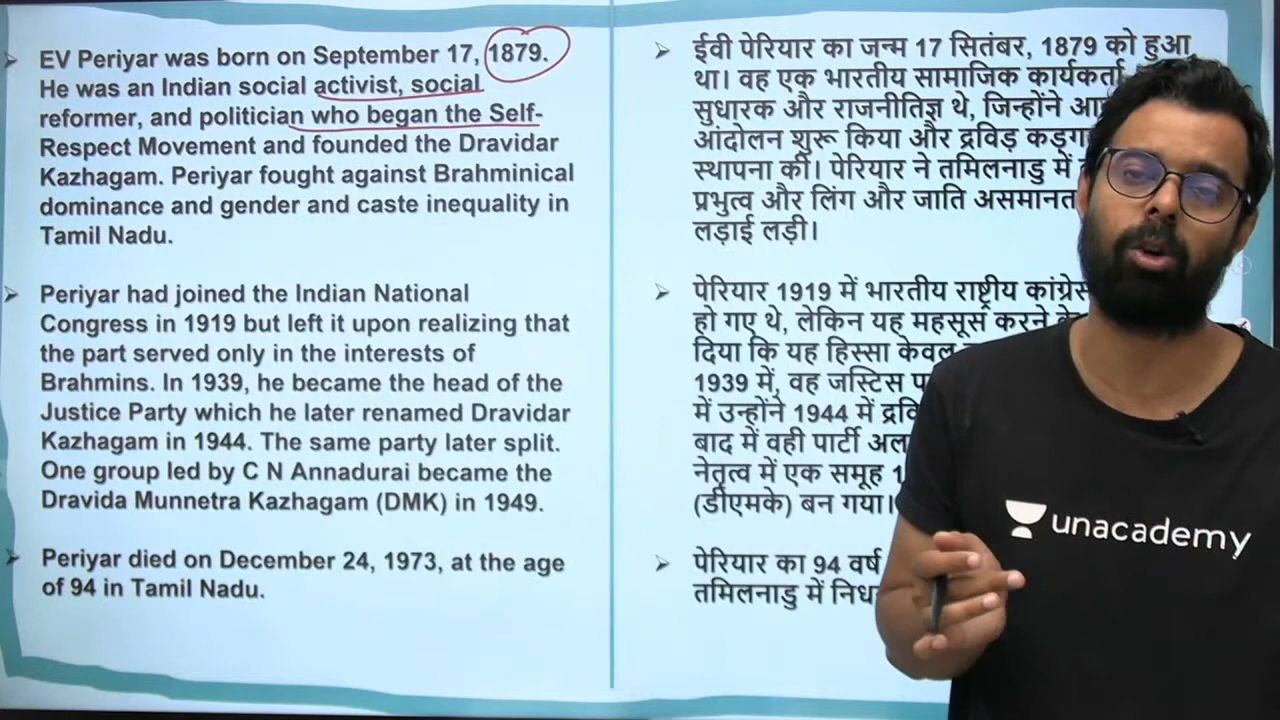 EV Periyar was born on September 17, 1879.
He was an Indian social activist, social
reformer, and politician who began the Self-
Respect Movement and founded the Dravidar
Kazhagam. Periyar fought against Brahminical
dominance and gender and caste inequality in
Tamil Nadu.
Periyar had joined the Indian National
Congress in 1919 but left it upon realizing that
the part served only in the interests of
Brahmins. In 1939, he became the head of the
Justice Party which he later renamed Dravidar
Kazhagam in 1944. The same party later split.
One group led by C N Annadurai became the
Dravida Munnetra Kazhagam (DMK) in 1949.
Periyar died on December 24, 1973, at the age
of 94 in Tamil Nadu.
ईवी पेरियार का जन्म 17 सितंबर, 1879 को हुआ
था। वह एक भारतीय सामाजिक कार्यकर्ता
सुधारक और राजनीतिज्ञ थे, जिन्होंने
आंदोलन शुरू किया और द्रविड़
स्थापना की। पेरियार ने तमिलनाडु में
प्रभुत्व और लिंग और जाति
लड़ाई लड़ी।
पेरियार 1919 में भारतीय राष्ट्रीय कांग्रेस
हो गए थे, लेकिन यह महसूस करने
दिया कि यह हिस्सा केवल
1939 में, वह जस्टिस
में उन्होंने 1944 में
बाद में वही पार्टी
नेतृत्व में एक समूह
(डीएमके) बन गया।
पेरियार का 94 वर्ष
तमिलनाडु में
unacademy